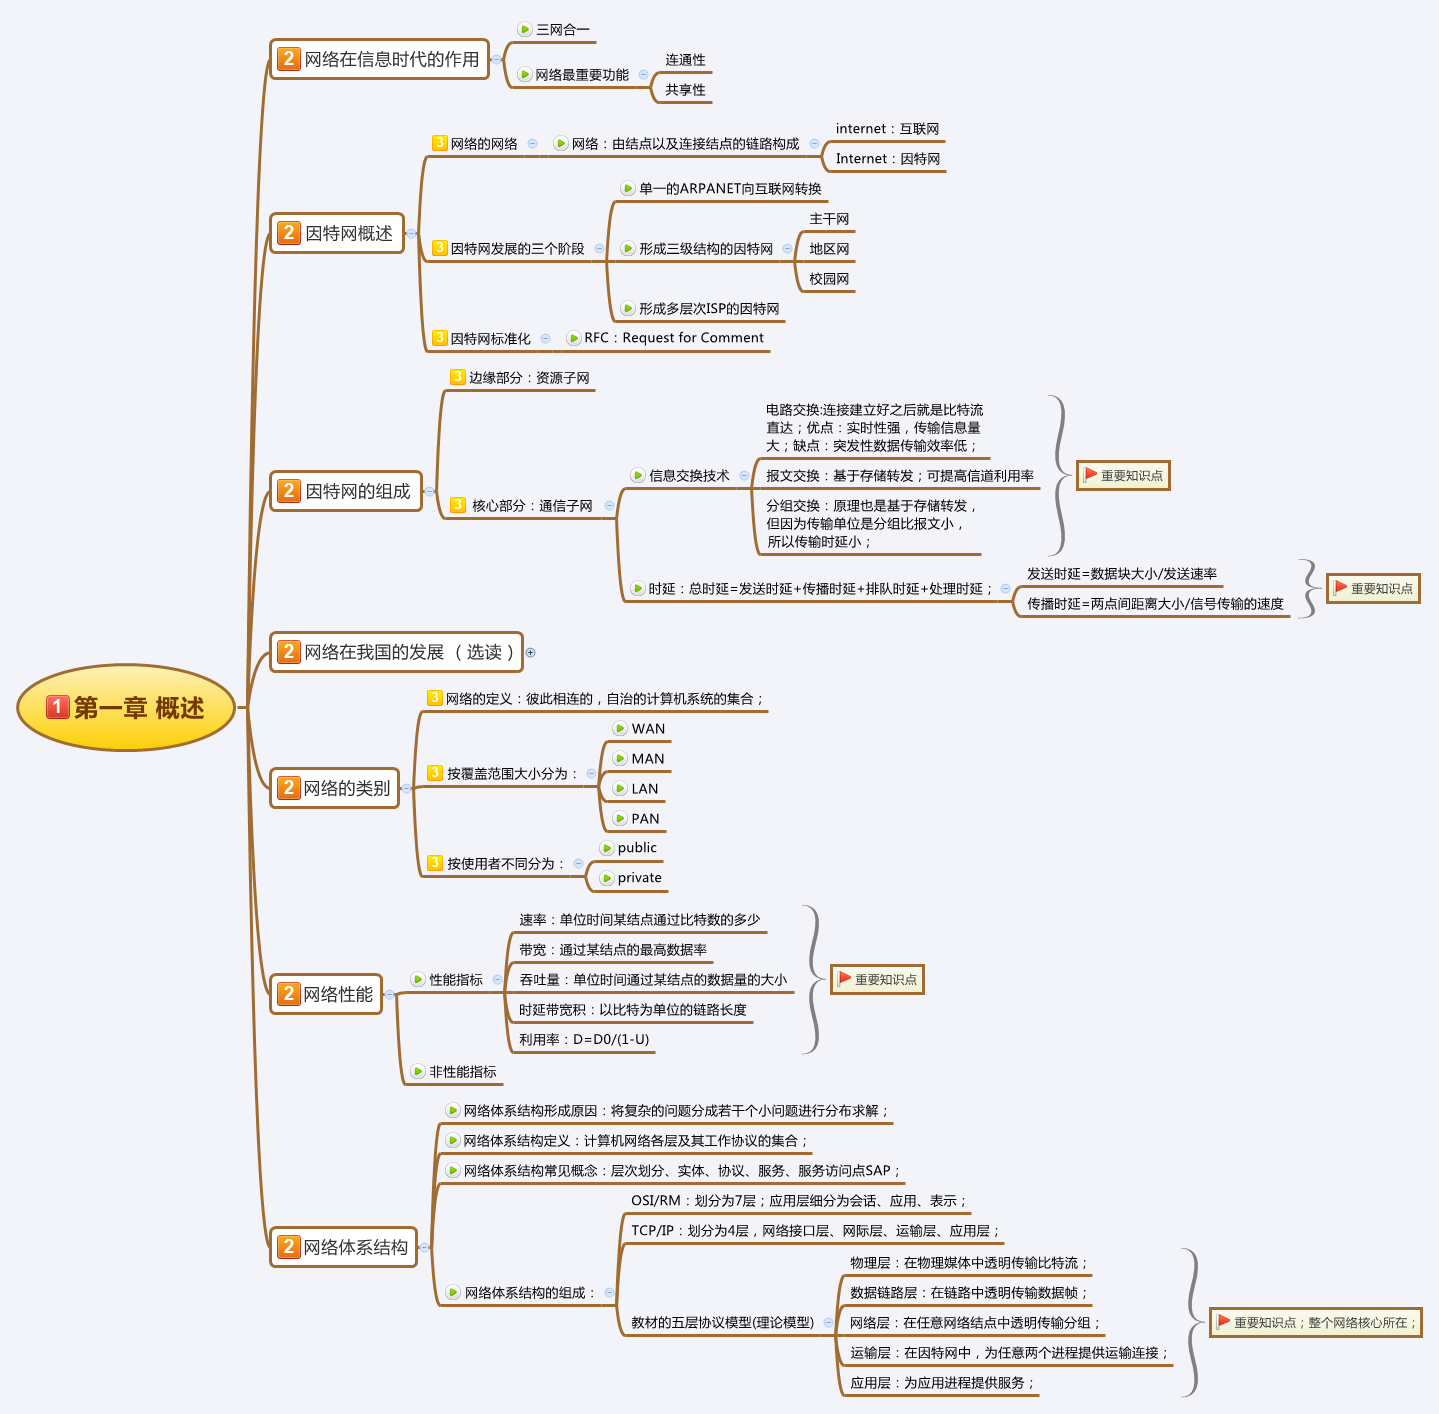 1 第一章 概述
2 网络在信息时代的作用
三网合一
网络最重要功能
连通性
共享性
2 因特网概述
3 网络的网络
网络：由结点以及连接结点的链路构成
internet：互联网
Internet：因特网
3 因特网发展的三个阶段
单一的ARPANET向互联网转换
形成三级结构的因特网
主干网
地区网
校园网
形成多层次ISP的因特网
3 因特网标准化
RFC：Request for Comment
2 因特网的组成
3 边缘部分：资源子网
3 核心部分：通信子网
信息交换技术
电路交换:连接建立好之后就是比特流
直达；优点：实时性强，传输信息量
大；缺点：突发性数据传输效率低；
报文交换：基于存储转发；可提高信道利用率
分组交换：原理也是基于存储转发，
但因为传输单位是分组比报文小，
所以传输时延小；
重要知识点
时延：总时延=发送时延+传播时延+排队时延+处理时延；
发送时延=数据块大小/发送速率
传播时延=两点间距离大小/信号传输的速度
重要知识点
2 网络在我国的发展 （选读）
2 网络的类别
3 网络的定义：彼此相连的，自治的计算机系统的集合；
3 按覆盖范围大小分为：
WAN
MAN
LAN
PAN
3 按使用者不同分为：
public
private
2 网络性能
性能指标
速率：单位时间某结点通过比特数的多少
带宽：通过某结点的最高数据率
吞吐量：单位时间通过某结点的数据量的大小
时延带宽积：以比特为单位的链路长度
利用率：D=D0/(1-U)
重要知识点
非性能指标
2 网络体系结构
网络体系结构形成原因：将复杂的问题分成若干个小问题进行分布求解；
网络体系结构定义：计算机网络各层及其工作协议的集合；
网络体系结构常见概念：层次划分、实体、协议、服务、服务访问点SAP；
网络体系结构的组成：
OSI/RM：划分为7层；应用层细分为会话、应用、表示；
TCP/IP：划分为4层，网络接口层、网际层、运输层、应用层；
教材的五层协议模型(理论模型)
物理层：在物理媒体中透明传输比特流；
数据链路层：在链路中透明传输数据帧；
网络层：在任意网络结点中透明传输分组；
运输层：在因特网中，为任意两个进程提供运输连接；
应用层：为应用进程提供服务；
重要知识点；整个网络核心所在；